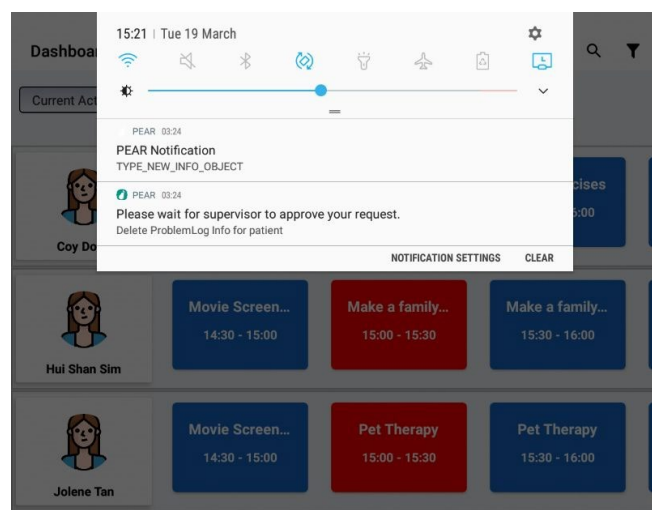 15:21 | Tue 19 March
Dashboa
Current Act
PEAR 03:24
PEAR Notification
TYPE_NEW_INFO_OBJECT
PEAR 03:24
Please wait for supervisor to approve your request.
Delete ProblemLog Info for patient
NOTIFICATION SETTINGS CLEAR
cises
5:00
Coy Do
Movie Screen... Make a family... Make a family...
14:30 - 15:00 15:00 - 15:30 15:30 - 16:00
Hui Shan Sim
Movie Screen... Pet Therapy Pet Therapy
14:30 - 15:00 15:00 - 15:30 15:30 - 16:00
Jolene Tan